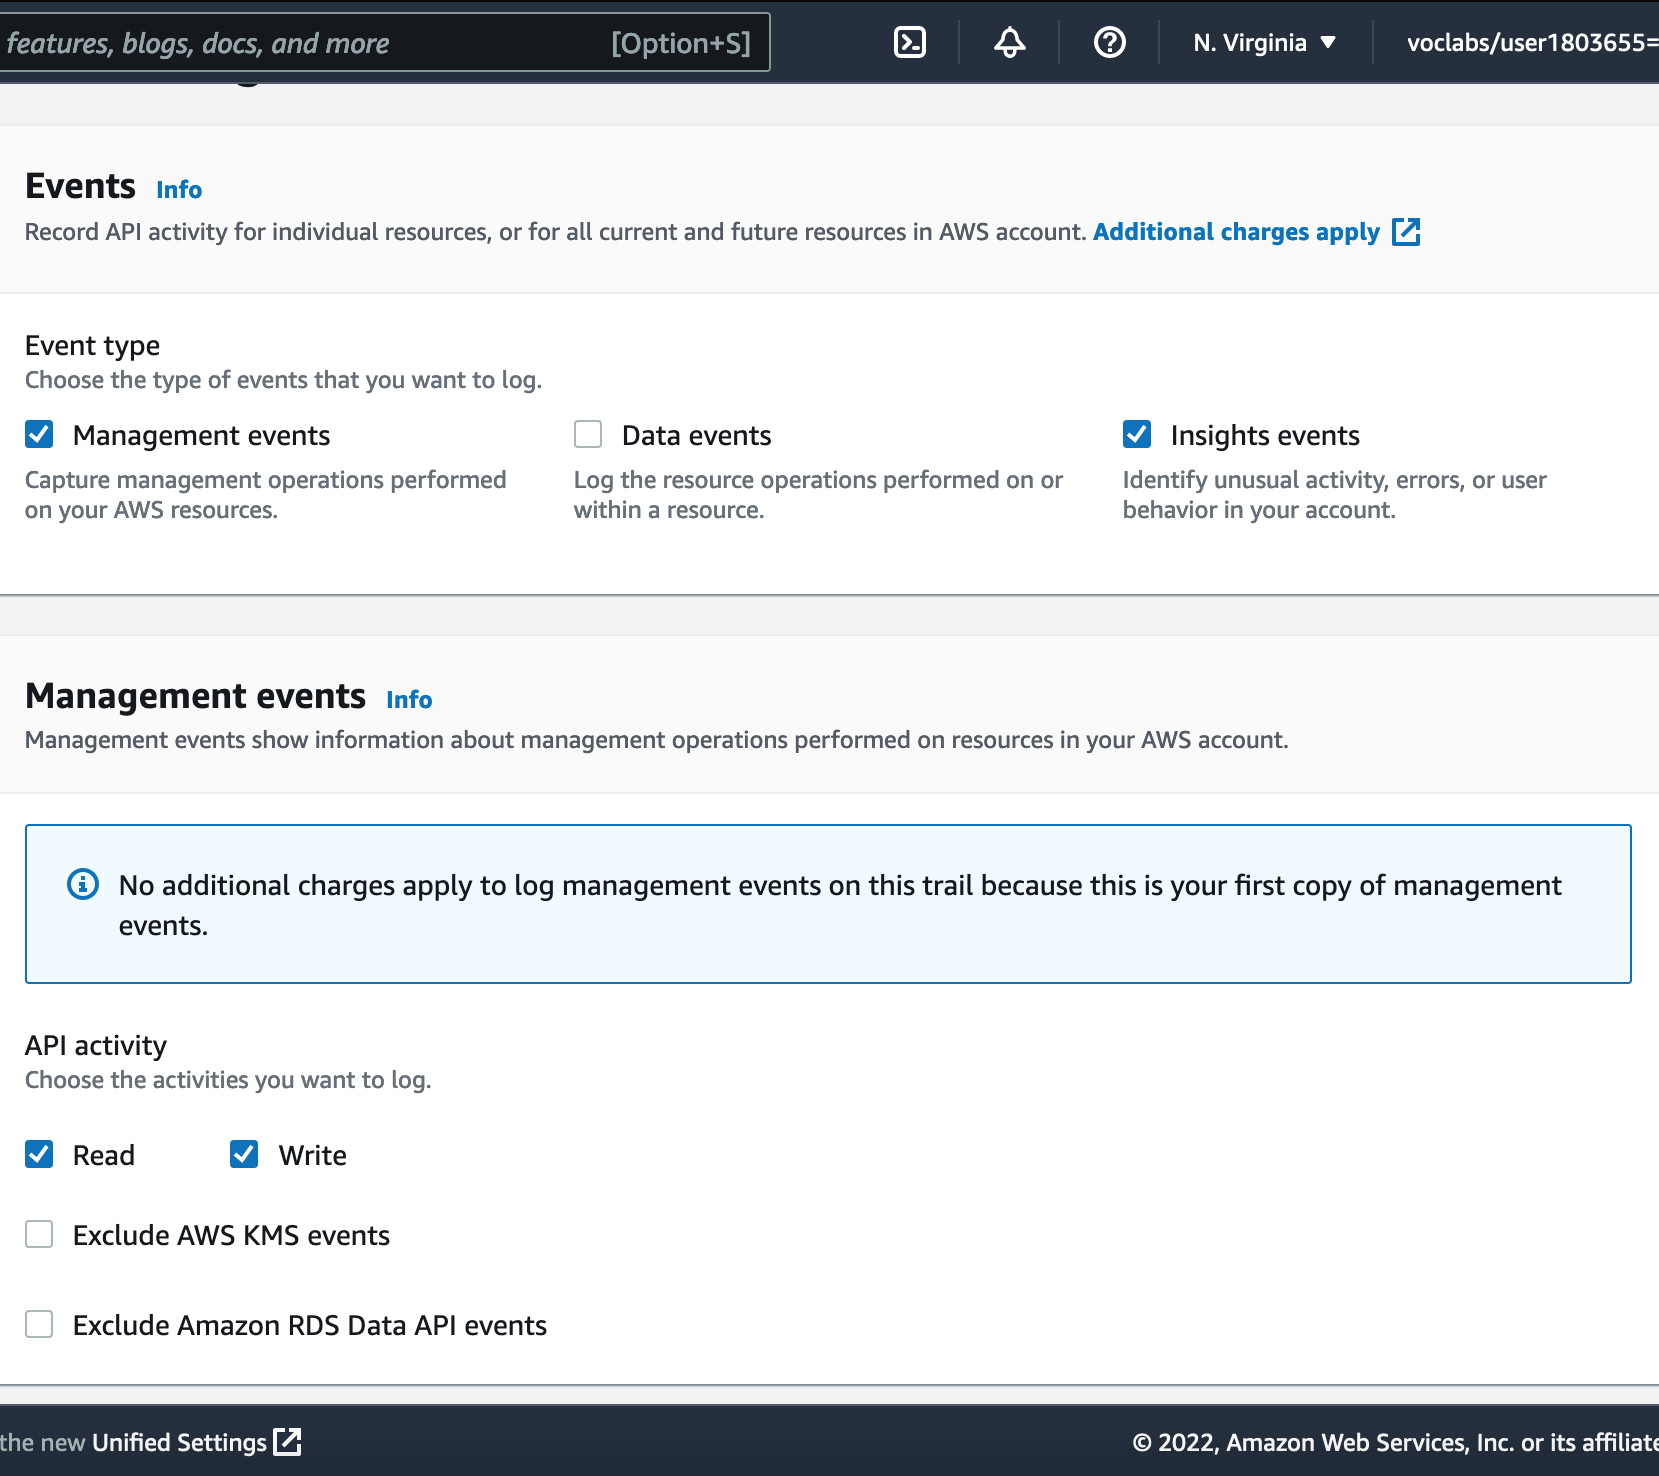 features, blogs, docs, and more [Option+S] N. Virginia voclabs/user1803655=
Events Info
Record API activity for individual resources, or for all current and future resources in AWS account. Additional charges apply
Event type
Choose the type of events that you want to log.
Management events
Capture management operations performed
on your AWS resources.
Data events
Log the resource operations performed on or
within a resource.
Insights events
Identify unusual activity, errors, or user
behavior in your account.
Management events Info
Management events show information about management operations performed on resources in your AWS account.
No additional charges apply to log management events on this trail because this is your first copy of management
events.
API activity
Choose the activities you want to log.
Read Write
Exclude AWS KMS events
Exclude Amazon RDS Data API events
the new Unified Settings © 2022, Amazon Web Services, Inc. or its affiliate